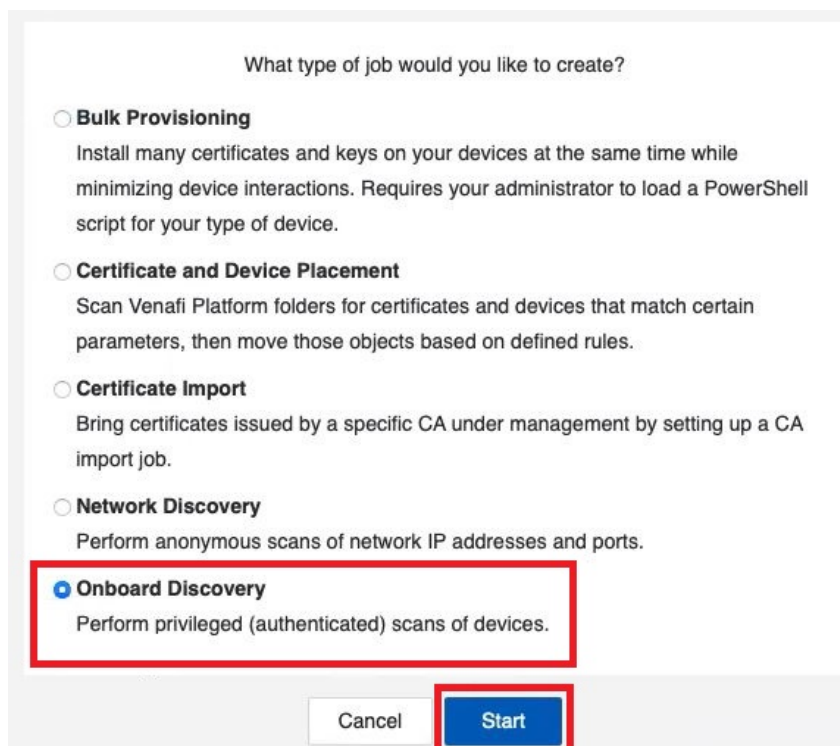 What type of job would you like to create?
Bulk Provisioning
Install many certificates and keys on your devices at the same time while
minimizing device interactions. Requires your administrator to load a PowerShell
script for your type of device.
Certificate and Device Placement
Scan Venafi Platform folders for certificates and devices that match certain
parameters, then move those objects based on defined rules.
Certificate Import
Bring certificates issued by a specific CA under management by setting up a CA
import job.
Network Discovery
Perform anonymous scans of network IP addresses and ports.
Onboard Discovery
Perform privileged (authenticated) scans of devices.
Cancel Start